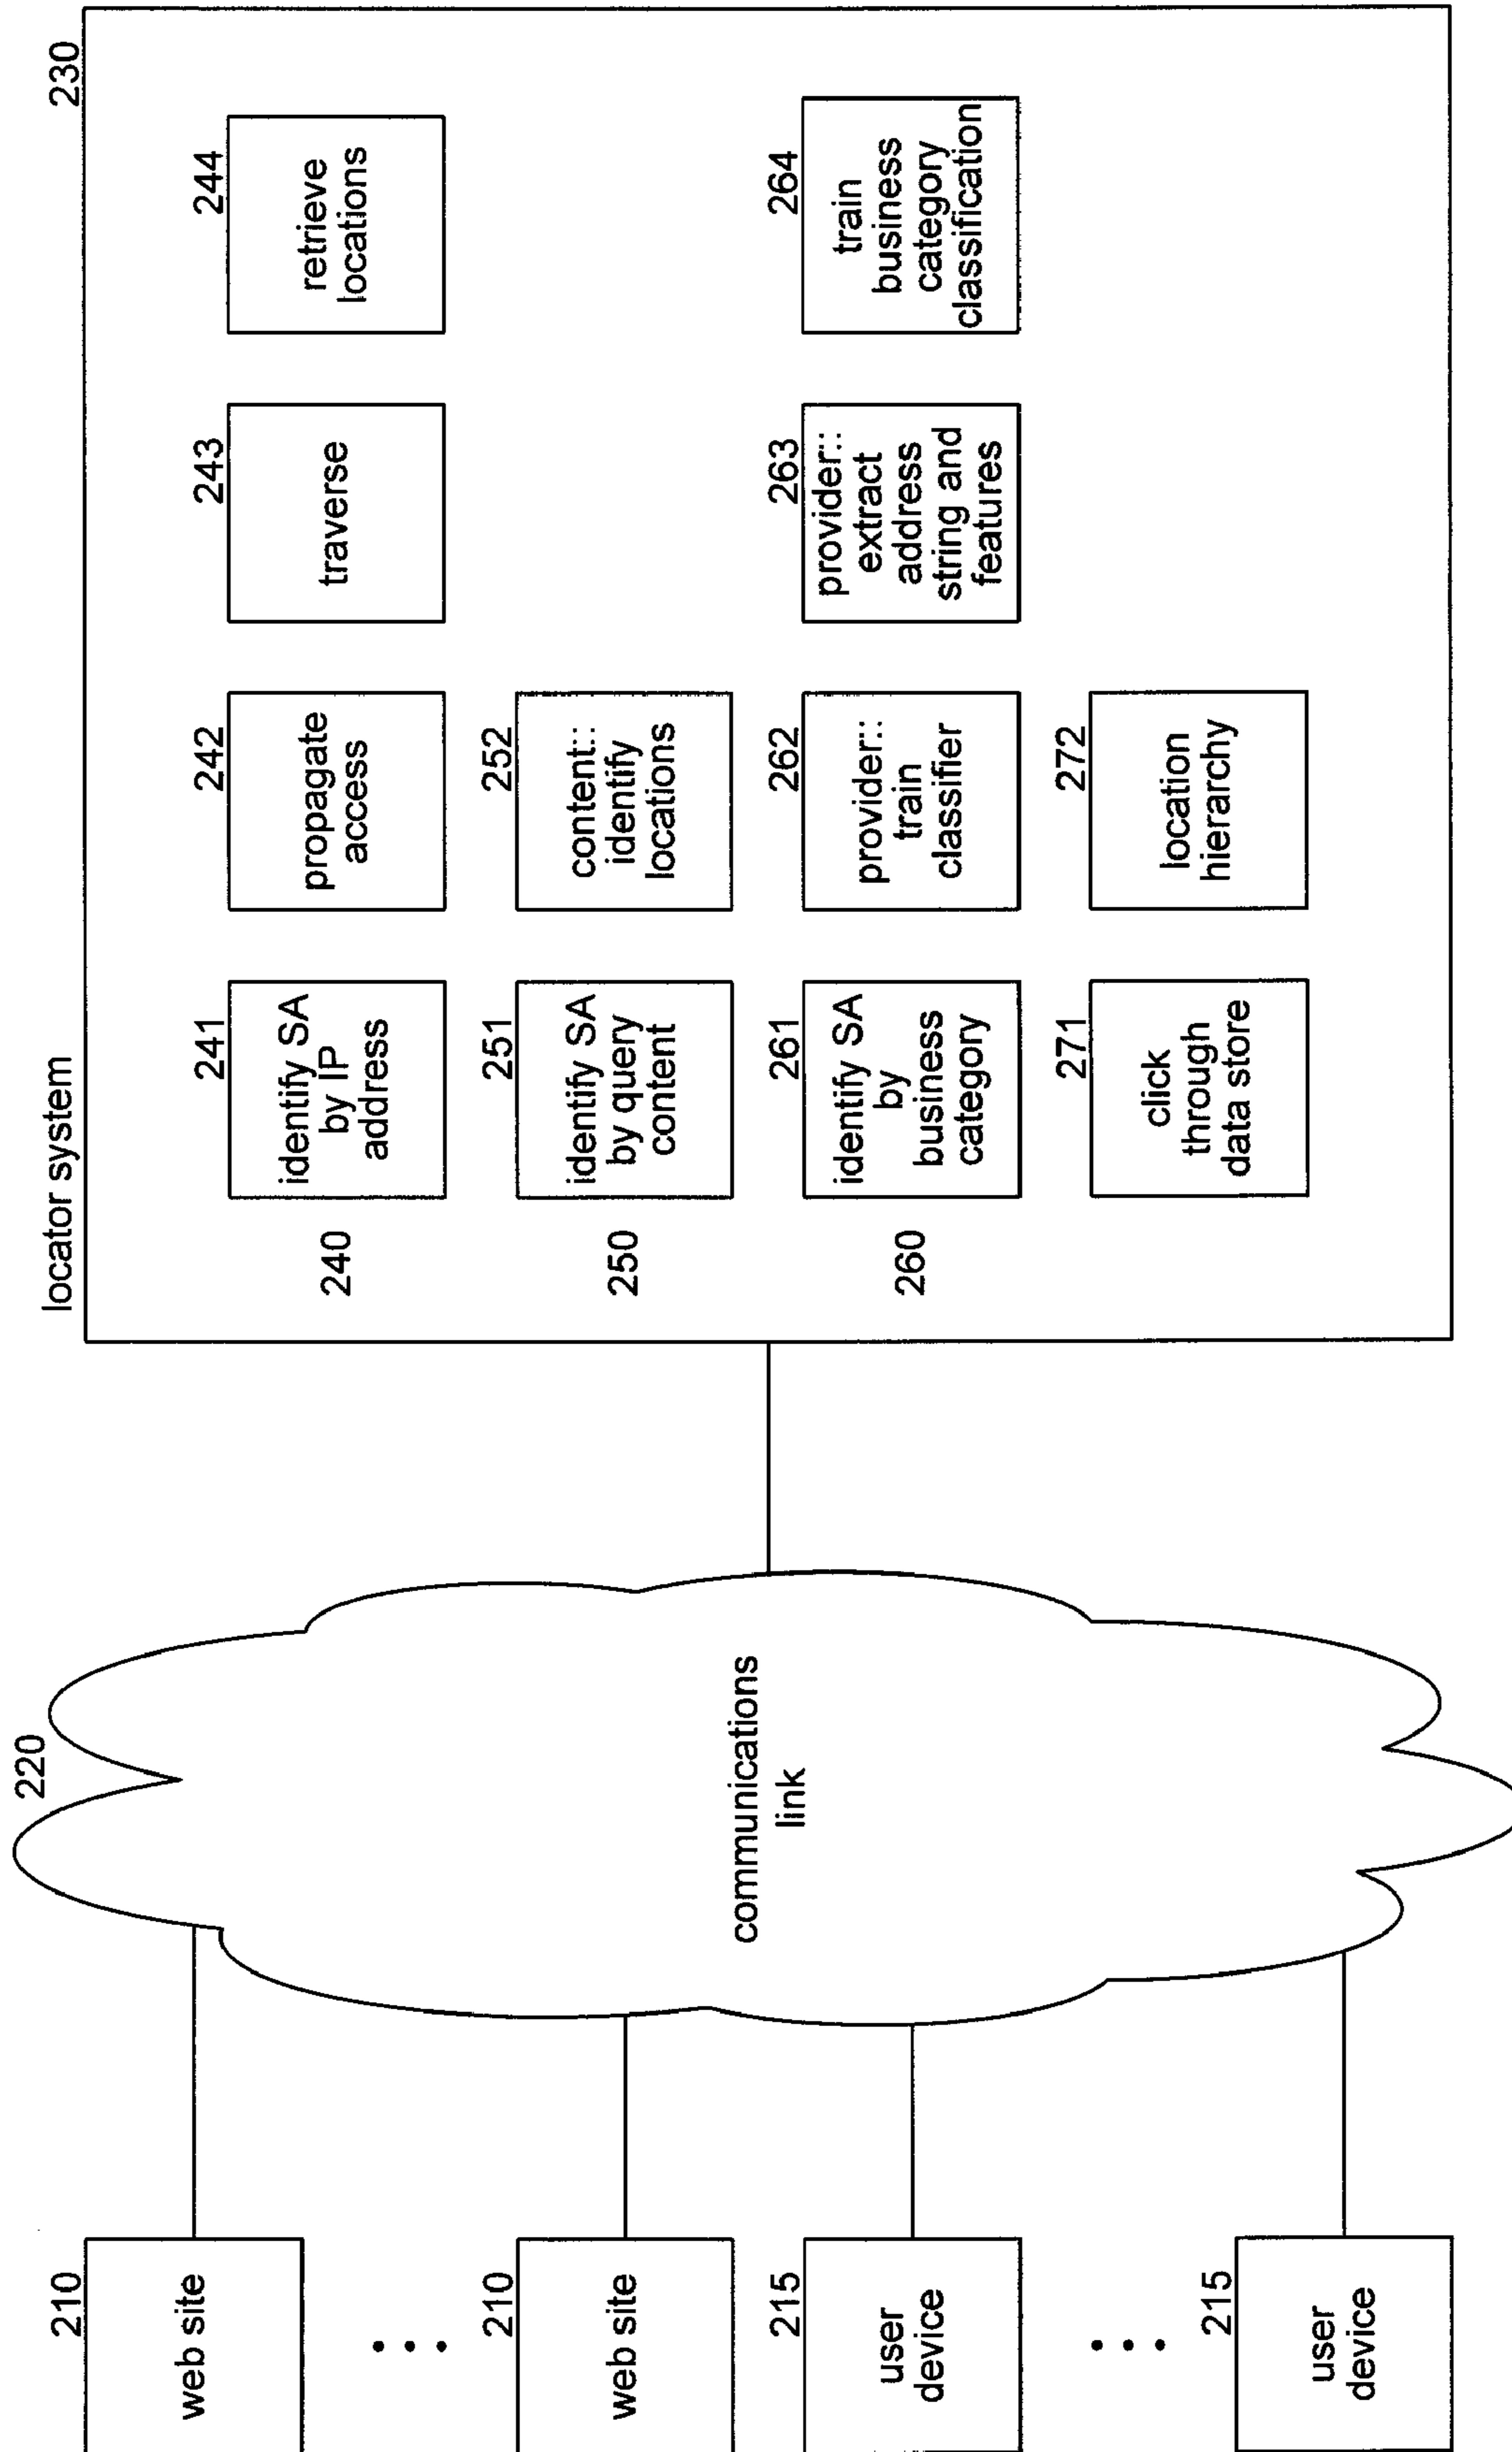 210
web site
210
web site
215
user
device
215
user
device
220
communications
link
locator system
230
240
241
identify SA
by IP
address
242
propagate
access
243
traverse
244
retrieve
locations
250
251
identify SA
by query
content
252
content::
identify
locations
260
261
identify SA
by
business
category
262
provider::
train
classifier
263
provider::
extract
address
string and
features
264
train
business
category
classification
271
click
through
data store
272
location
hierarchy